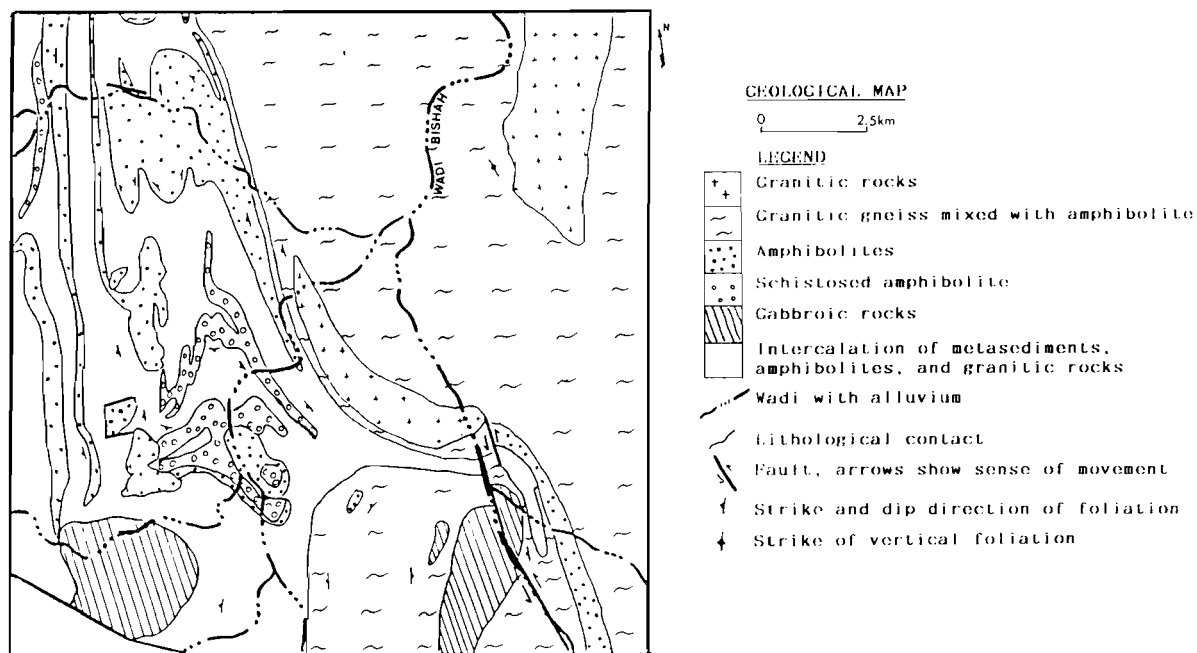 N
WADI BISHAH
GEOLOGICAL MAP
0 2.5km
LEGEND
Granitic rocks
Granitic gneiss mixed with amphibolite
Amphibolites
Schistosed amphibolite
Gabbroic rocks
Intercalation of metasediments,
amphibolites, and granitic rocks
Wadi with alluvium
Lithological contact
Fault, arrows show sense of movement
Strike and dip direction of foliation
Strike of vertical foliation